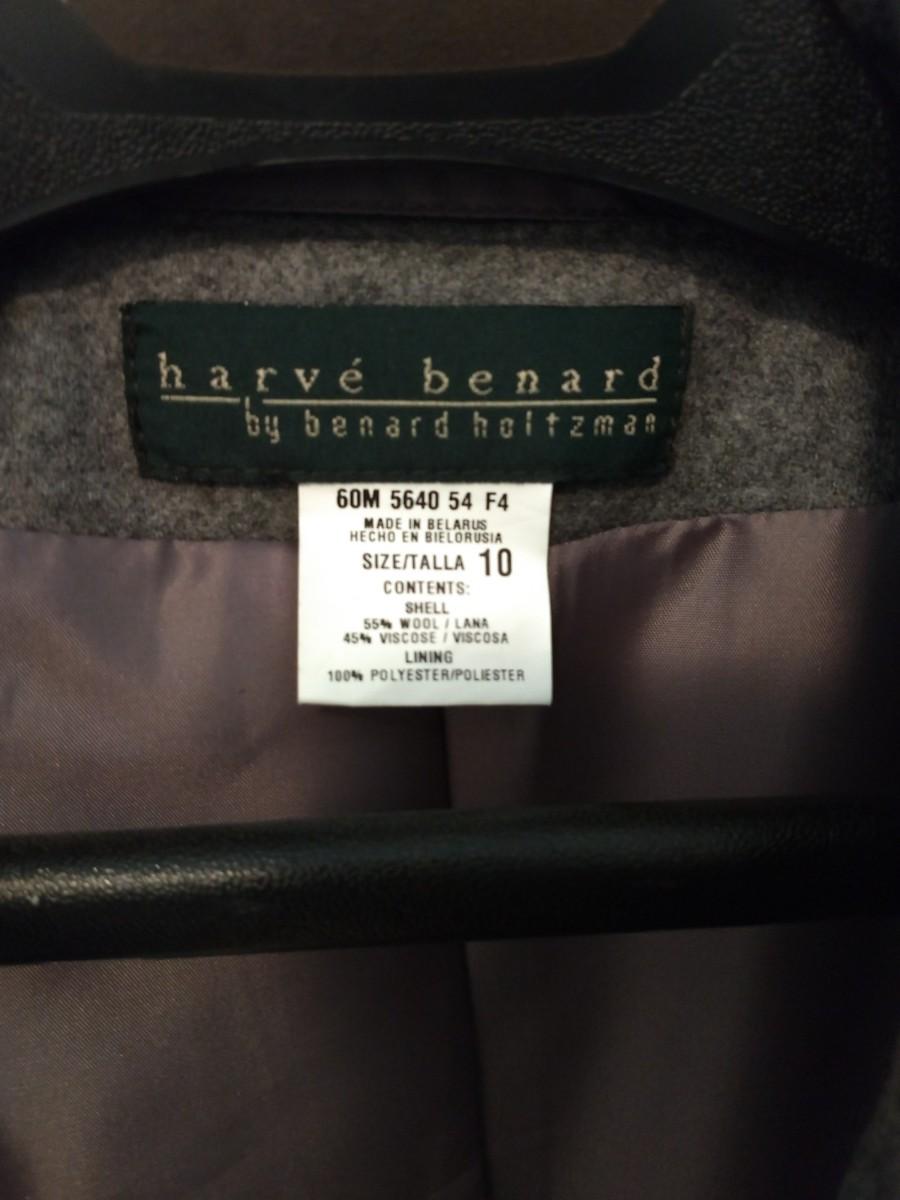 harvé benard
by benard holtzman
60M 5640 54 F4
MADE IN BELARUS
HECHO EN BIELORUSIA
SIZE/TALLA 10
CONTENTS:
SHELL
55% WOOL / LANA
45% VISCOSE / VISCOSA
LINING
100% POLYESTER/POLIESTER